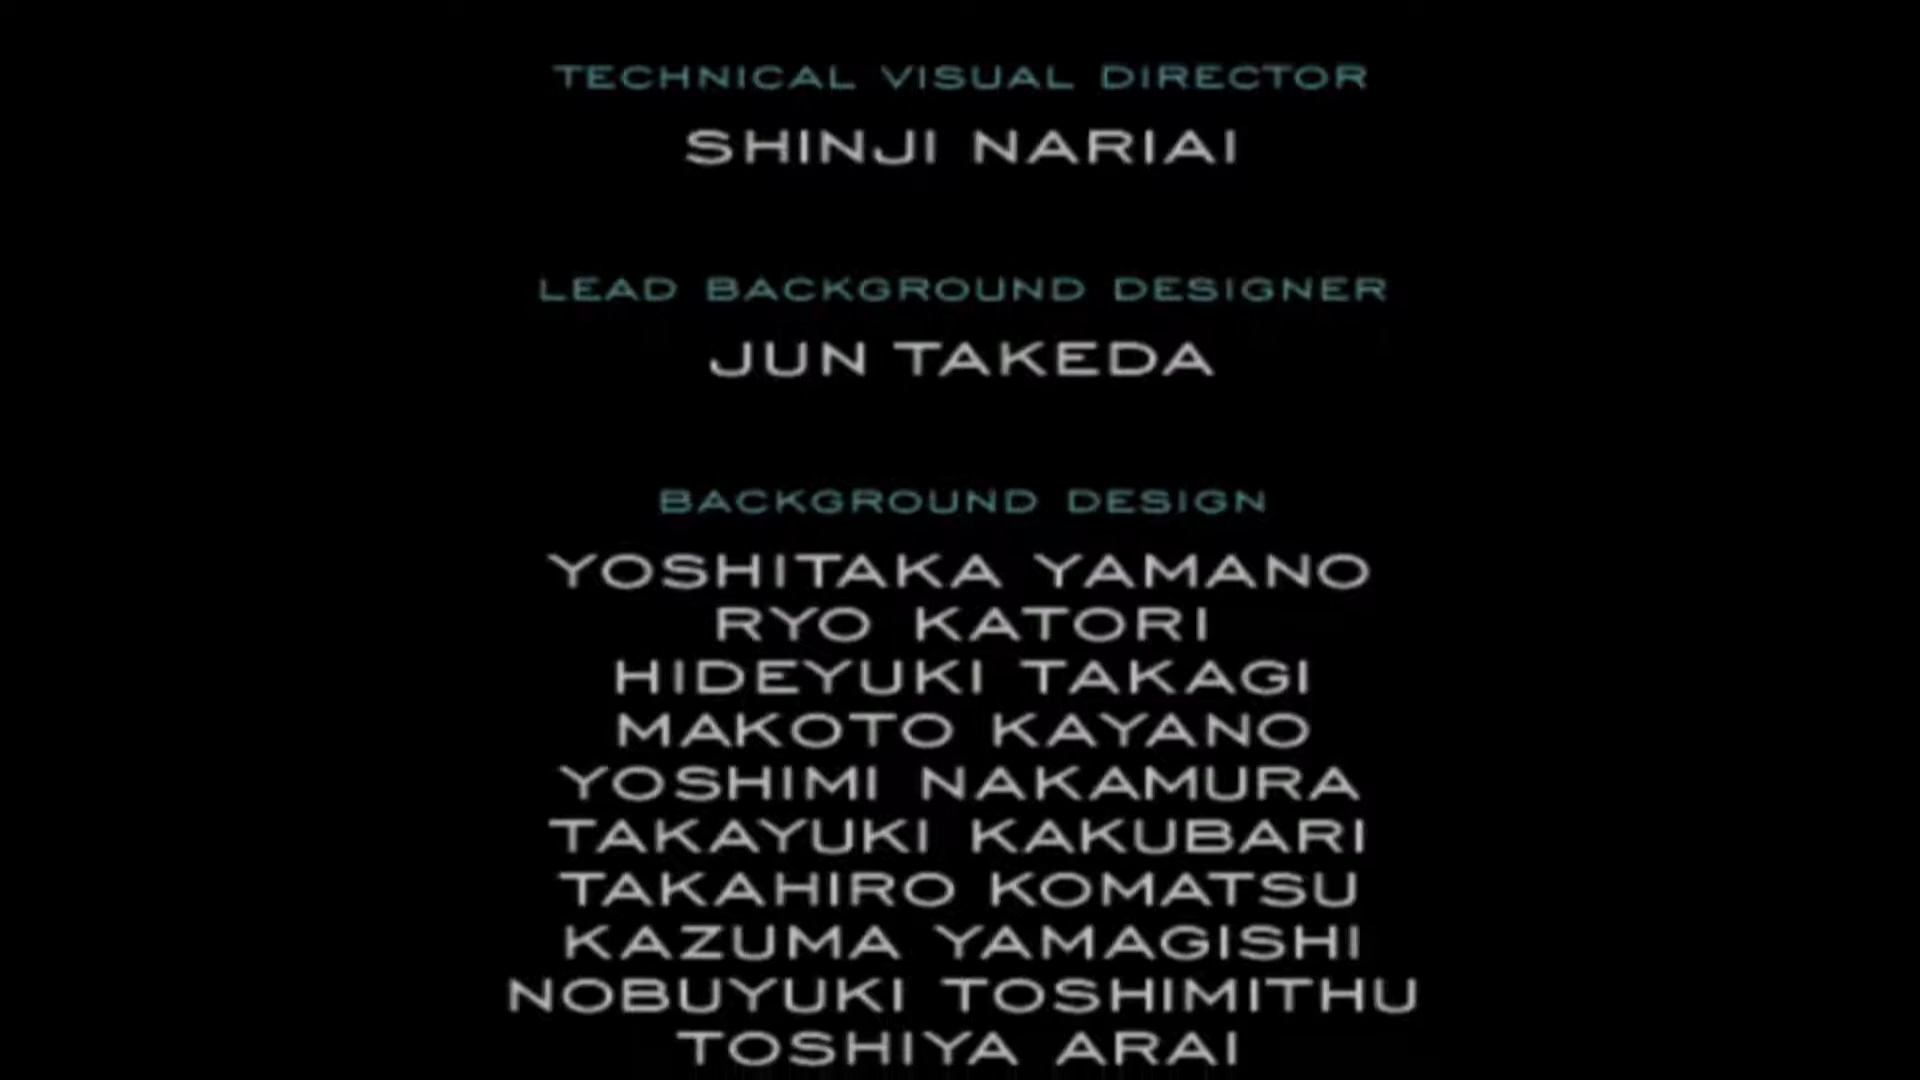 TECHNICAL VISUAL DIRECTOR
SHINJI NARIAI
LEAD BACKGROUND DESIGNER
JUN TAKEDA
BACKGROUND DESIGN
YOSHITAKA YAMANO
RYO KATORI
HIDEYUKI TAKAGI
MAKOTO KAYANO
YOSHIMI NAKAMURA
TAKAYUKI KAKUBARI
TAKAHIRO KOMATSU
KAZUMA YAMAGISHI
NOBUYUKI TOSHIMITHU
TOSHIYA ARAI